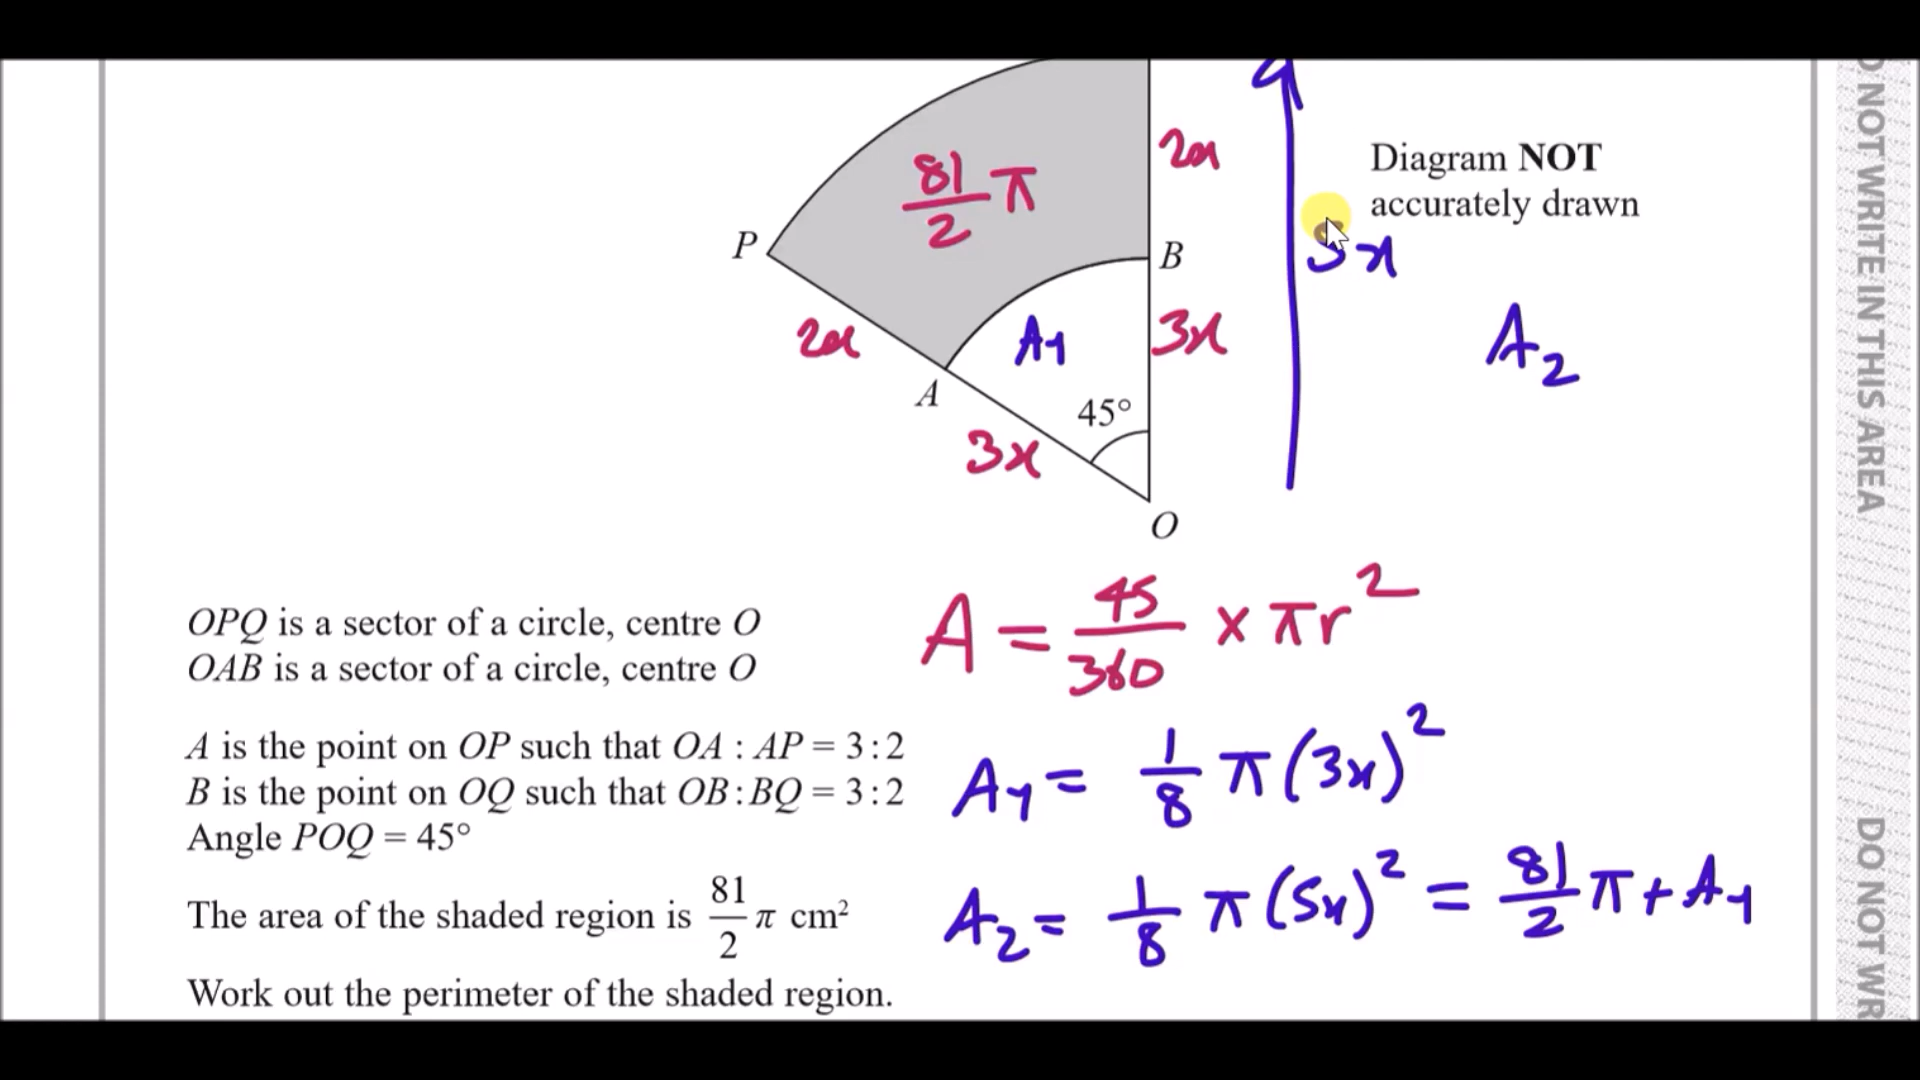 81/2 π
2x
Diagram NOT
accurately drawn
P
B
5x
2x
A₁
3x
A₂
A
45°
3x
O
A = 45/360 × πr²
OPQ is a sector of a circle, centre O
OAB is a sector of a circle, centre O
A₁ = 1/8 π(3x)²
A is the point on OP such that OA : AP = 3 : 2
B is the point on OQ such that OB : BQ = 3 : 2
Angle POQ = 45°
A₂ = 1/8 π(5x)² = 81/2 π + A₁
The area of the shaded region is 81/2 π cm²
Work out the perimeter of the shaded region.
DO NOT WRITE IN THIS AREA
DO NOT WR